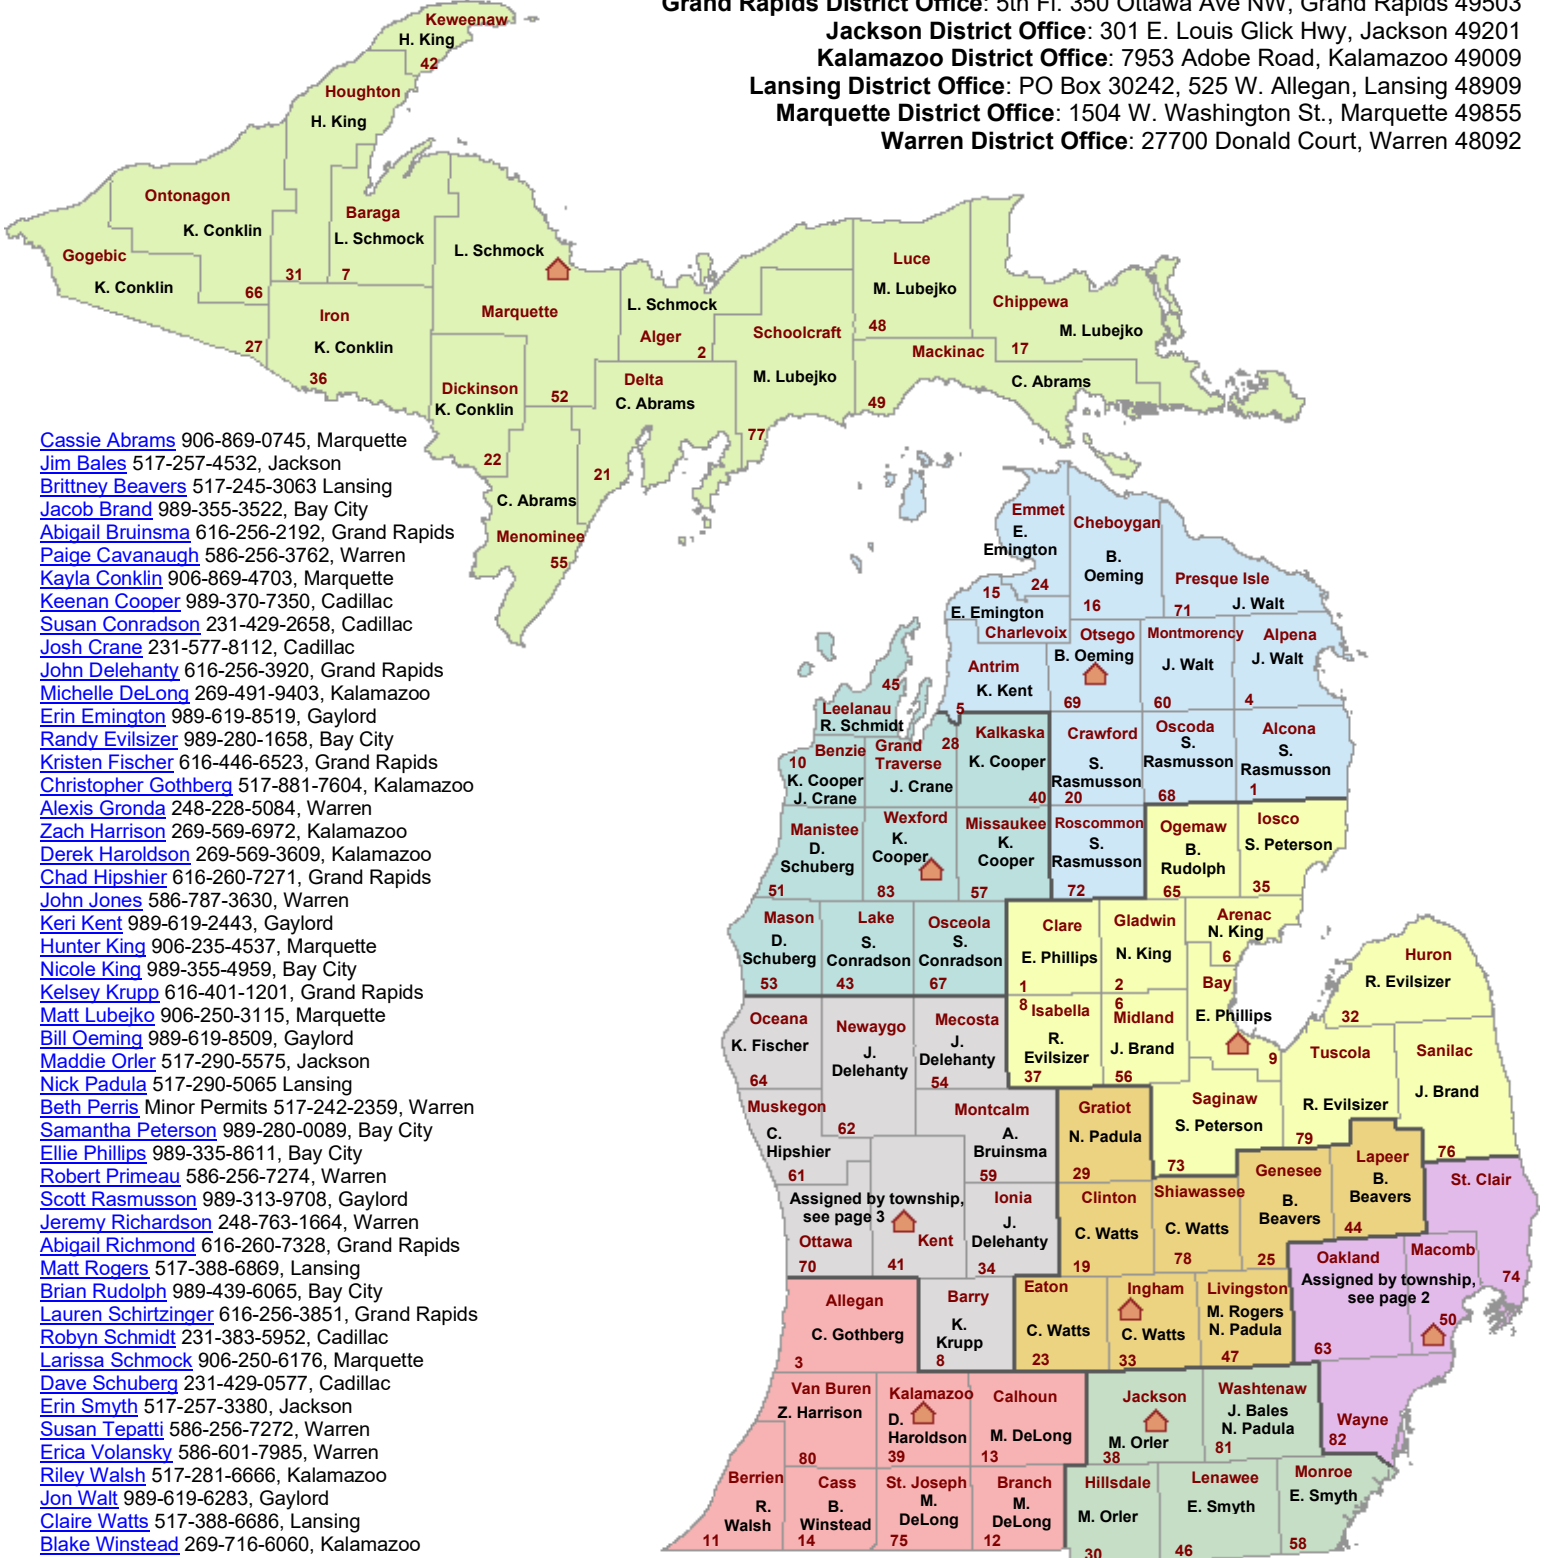 Grand Rapids District Office: 5th Fl. 350 Ottawa Ave NW, Grand Rapids 49503
Jackson District Office: 301 E. Louis Glick Hwy, Jackson 49201
Kalamazoo District Office: 7953 Adobe Road, Kalamazoo 49009
Lansing District Office: PO Box 30242, 525 W. Allegan, Lansing 48909
Marquette District Office: 1504 W. Washington St., Marquette 49855
Warren District Office: 27700 Donald Court, Warren 48092
Keweenaw
H. King
42
Houghton
H. King
31
Ontonagon
K. Conklin
66
Gogebic
K. Conklin
27
Baraga
L. Schmock
7
Iron
K. Conklin
36
L. Schmock
Marquette
52
Dickinson
K. Conklin
22
L. Schmock
Alger
2
Delta
C. Abrams
21
C. Abrams
Menominee
55
Schoolcraft
M. Lubejko
77
Luce
M. Lubejko
48
Chippewa
M. Lubejko
17
Mackinac
C. Abrams
49
Cassie Abrams 906-869-0745, Marquette
Jim Bales 517-257-4532, Jackson
Brittney Beavers 517-245-3063 Lansing
Jacob Brand 989-355-3522, Bay City
Abigail Bruinsma 616-256-2192, Grand Rapids
Paige Cavanaugh 586-256-3762, Warren
Kayla Conklin 906-869-4703, Marquette
Keenan Cooper 989-370-7350, Cadillac
Susan Conradson 231-429-2658, Cadillac
Josh Crane 231-577-8112, Cadillac
John Delehanty 616-256-3920, Grand Rapids
Michelle DeLong 269-491-9403, Kalamazoo
Erin Emington 989-619-8519, Gaylord
Randy Evilsizer 989-280-1658, Bay City
Kristen Fischer 616-446-6523, Grand Rapids
Christopher Gothberg 517-881-7604, Kalamazoo
Alexis Gronda 248-228-5084, Warren
Zach Harrison 269-569-6972, Kalamazoo
Derek Haroldson 269-569-3609, Kalamazoo
Chad Hipshier 616-260-7271, Grand Rapids
John Jones 586-787-3630, Warren
Keri Kent 989-619-2443, Gaylord
Hunter King 906-235-4537, Marquette
Nicole King 989-355-4959, Bay City
Kelsey Krupp 616-401-1201, Grand Rapids
Matt Lubejko 906-250-3115, Marquette
Bill Oeming 989-619-8509, Gaylord
Maddie Orler 517-290-5575, Jackson
Nick Padula 517-290-5065 Lansing
Beth Perris Minor Permits 517-242-2359, Warren
Samantha Peterson 989-280-0089, Bay City
Ellie Phillips 989-335-8611, Bay City
Robert Primeau 586-256-7274, Warren
Scott Rasmusson 989-313-9708, Gaylord
Jeremy Richardson 248-763-1664, Warren
Abigail Richmond 616-260-7328, Grand Rapids
Matt Rogers 517-388-6869, Lansing
Brian Rudolph 989-439-6065, Bay City
Lauren Schirtzinger 616-256-3851, Grand Rapids
Robyn Schmidt 231-383-5952, Cadillac
Larissa Schmock 906-250-6176, Marquette
Dave Schuberg 231-429-0577, Cadillac
Erin Smyth 517-257-3380, Jackson
Susan Tepatti 586-256-7272, Warren
Erica Volansky 586-601-7985, Warren
Riley Walsh 517-281-6666, Kalamazoo
Jon Walt 989-619-6283, Gaylord
Claire Watts 517-388-6686, Lansing
Blake Winstead 269-716-6060, Kalamazoo
Emmet
E.
Emington
24
Cheboygan
B.
Oeming
16
Presque Isle
71
J. Walt
15
E. Emington
Charlevoix
Antrim
K. Kent
5
Otsego
B. Oeming
69
Montmorency
J. Walt
60
Alpena
J. Walt
4
45
Leelanau
R. Schmidt
Benzie
10
K. Cooper
J. Crane
28
Grand
Traverse
J. Crane
Kalkaska
K. Cooper
40
Crawford
S.
Rasmusson
20
Oscoda
S.
Rasmusson
68
Alcona
S.
Rasmusson
1
Manistee
D.
Schuberg
51
Wexford
K.
Cooper
83
Missaukee
K.
Cooper
57
Roscommon
S.
Rasmusson
72
Ogemaw
B.
Rudolph
65
Iosco
S. Peterson
35
Mason
D.
Schuberg
53
Lake
S.
Conradson
43
Osceola
S.
Conradson
67
Clare
E. Phillips
1
8
Gladwin
N. King
2
6
Arenac
N. King
6
Bay
E. Phillips
9
Huron
R. Evilsizer
32
Oceana
K. Fischer
64
Newaygo
J.
Delehanty
62
Mecosta
J.
Delehanty
54
Isabella
R.
Evilsizer
37
Midland
J. Brand
56
Tuscola
R. Evilsizer
79
Sanilac
J. Brand
76
Muskegon
C.
Hipshier
61
Montcalm
A.
Bruinsma
59
Gratiot
N. Padula
29
Saginaw
S. Peterson
73
Assigned by township,
see page 3
Ottawa
70
Kent
41
Ionia
J.
Delehanty
34
Clinton
C. Watts
19
Shiawassee
C. Watts
78
Genesee
B.
Beavers
25
Lapeer
B.
Beavers
44
St. Clair
74
Allegan
C. Gothberg
3
Barry
K.
Krupp
8
Eaton
C. Watts
23
Ingham
C. Watts
33
Livingston
M. Rogers
N. Padula
47
Oakland
Macomb
Assigned by township,
see page 2
63
50
Van Buren
Z. Harrison
80
Kalamazoo
D.
Haroldson
39
Calhoun
M. DeLong
13
Jackson
M. Orler
38
Washtenaw
J. Bales
N. Padula
81
Wayne
82
Berrien
R.
Walsh
11
Cass
B.
Winstead
14
St. Joseph
M.
DeLong
75
Branch
M.
DeLong
12
Hillsdale
M. Orler
30
Lenawee
E. Smyth
46
Monroe
E. Smyth
58